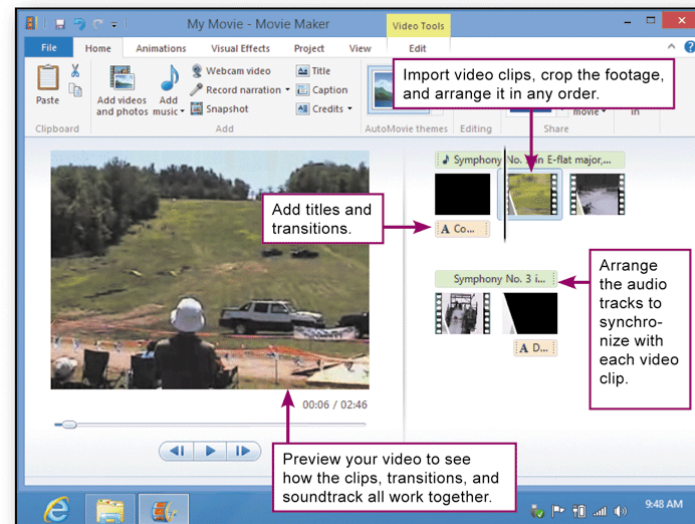 My Movie - Movie Maker
Video Tools
File
Home
Animations
Visual Effects
Project
View
Edit
Paste
Add videos
and photos
Add
music
Webcam video
Record narration
Snapshot
Title
Caption
Credits
movie
in
Clipboard
Add
AutoMovie themes
Editing
Share
Import video clips, crop the footage,
and arrange it in any order.
Symphony No. in E-flat major,...
Add titles and
transitions.
A Co...
Symphony No. 3 i...
A D...
Arrange
the audio
tracks to
synchro-
nize with
each video
clip.
00:06 / 02:46
Preview your video to see
how the clips, transitions, and
soundtrack all work together.
9:48 AM